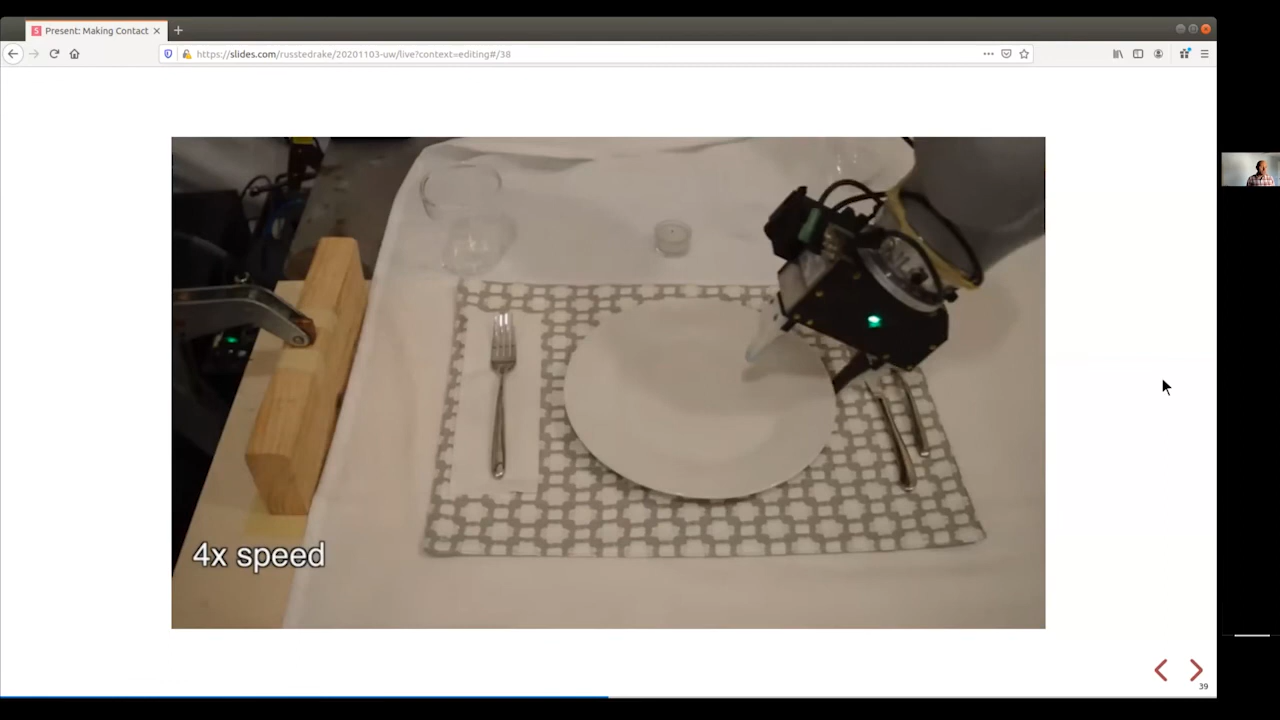 Present: Making Contact
https://slides.com/russtedrake/20201103-uw/live?context=editing#/38
4x speed
39